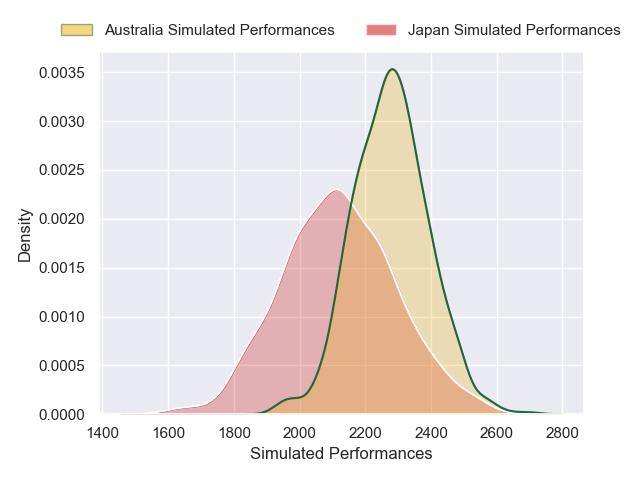 Australia Simulated Performances Japan Simulated Performances
0.0035
0.0030
0.0025
0.0020
0.0015
0.0010
0.0005
0.0000
Density
1400 1600 1800 2000 2200 2400 2600 2800
Simulated Performances